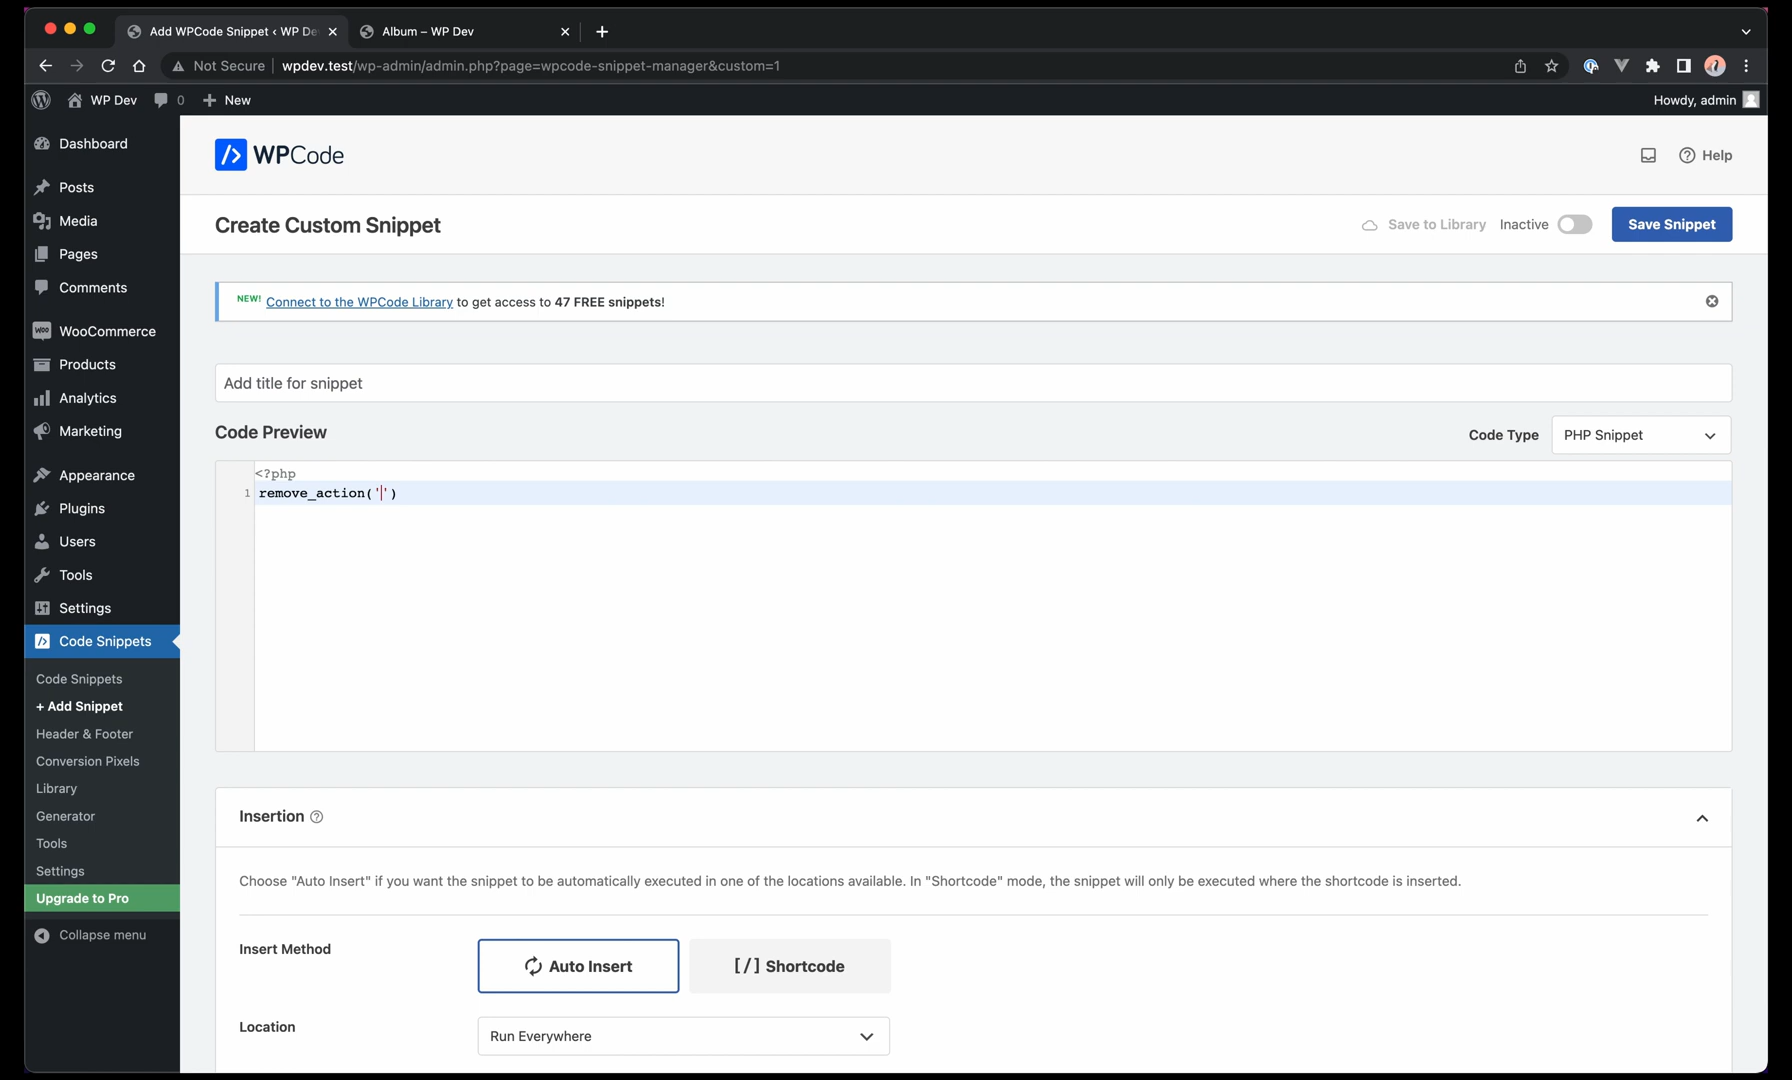 Add WPCode Snippet ‹ WP De
Album – WP Dev
Not Secure
wpdev.test/wp-admin/admin.php?page=wpcode-snippet-manager&custom=1
WP Dev
0
New
Howdy, admin
Dashboard
Posts
Media
Pages
Comments
WooCommerce
Products
Analytics
Marketing
Appearance
Plugins
Users
Tools
Settings
Code Snippets
Code Snippets
+ Add Snippet
Header & Footer
Conversion Pixels
Library
Generator
Tools
Settings
Upgrade to Pro
Collapse menu
WPCode
Help
Create Custom Snippet
Save to Library
Inactive
Save Snippet
NEW! Connect to the WPCode Library to get access to 47 FREE snippets!
Add title for snippet
Code Preview
Code Type
PHP Snippet
<?php
1 remove_action('')
Insertion
Choose "Auto Insert" if you want the snippet to be automatically executed in one of the locations available. In "Shortcode" mode, the snippet will only be executed where the shortcode is inserted.
Insert Method
Auto Insert
[/] Shortcode
Location
Run Everywhere